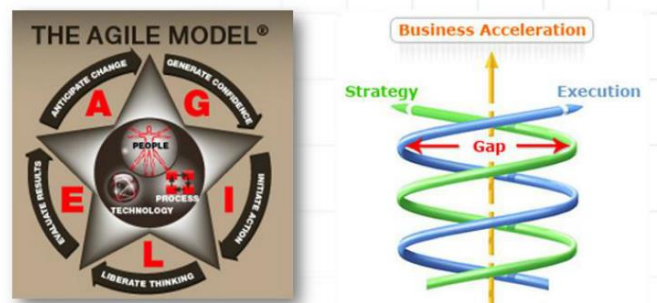 THE AGILE MODEL®
ANTICIPATE CHANGE
GENERATE CONFIDENCE
A
G
PEOPLE
PROCESS
TECHNOLOGY
EVALUATE RESULTS
E
I
INITIATE ACTION
L
LIBERATE THINKING
Business Acceleration
Strategy
Execution
Gap